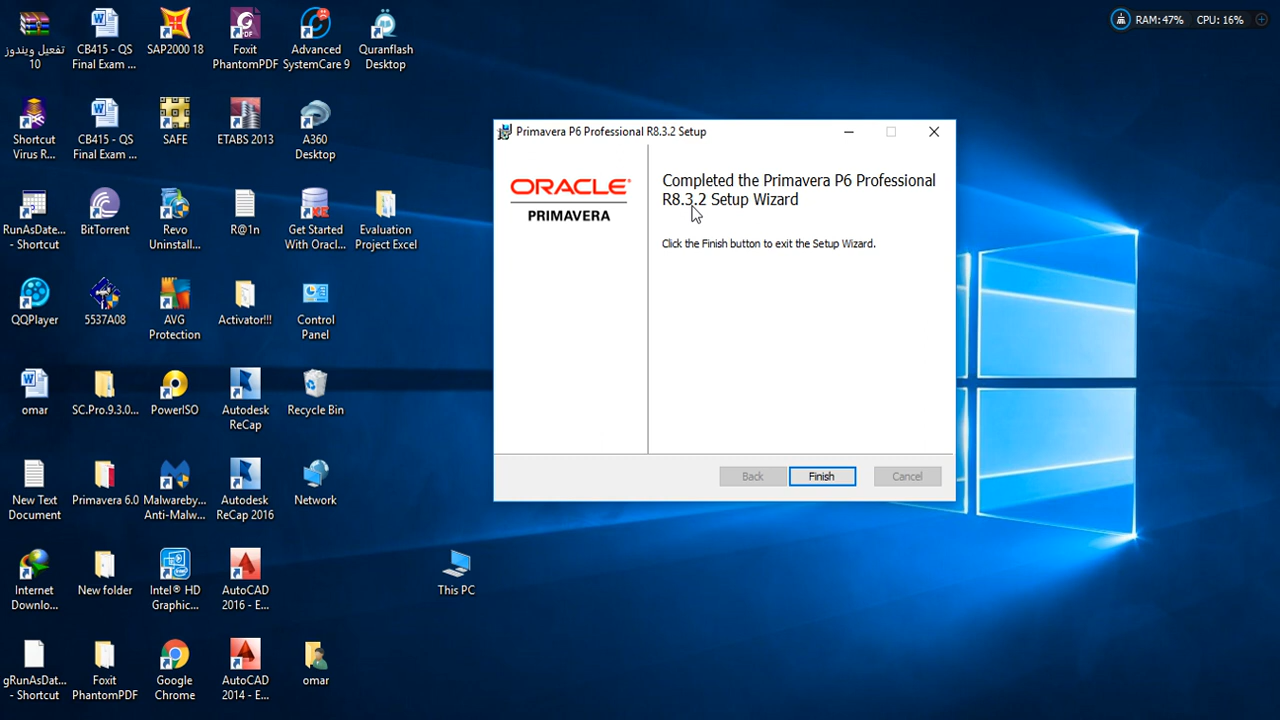 تفعيل ويندوز
10
CB415 - QS
Final Exam ...
SAP2000 18
Foxit
PhantomPDF
Advanced
SystemCare 9
Quranflash
Desktop
RAM:47%
CPU: 16%
Shortcut
Virus R...
CB415 - QS
Final Exam ...
SAFE
ETABS 2013
A360
Desktop
RunAsDate...
- Shortcut
BitTorrent
Revo
Uninstall...
R@1n
Get Started
With Oracl...
Evaluation
Project Excel
QQPlayer
5537A08
AVG
Protection
Activator!!!
Control
Panel
omar
SC.Pro.9.3.0...
PowerISO
Autodesk
ReCap
Recycle Bin
New Text
Document
Primavera 6.0
Malwareby...
Anti-Malw...
Autodesk
ReCap 2016
Network
Internet
Downlo...
New folder
Intel® HD
Graphic...
AutoCAD
2016 - E...
This PC
gRunAsDat...
- Shortcut
Foxit
PhantomPDF
Google
Chrome
AutoCAD
2014 - E...
omar
Primavera P6 Professional R8.3.2 Setup
ORACLE®
PRIMAVERA
Completed the Primavera P6 Professional
R8.3.2 Setup Wizard
Click the Finish button to exit the Setup Wizard.
Back
Finish
Cancel